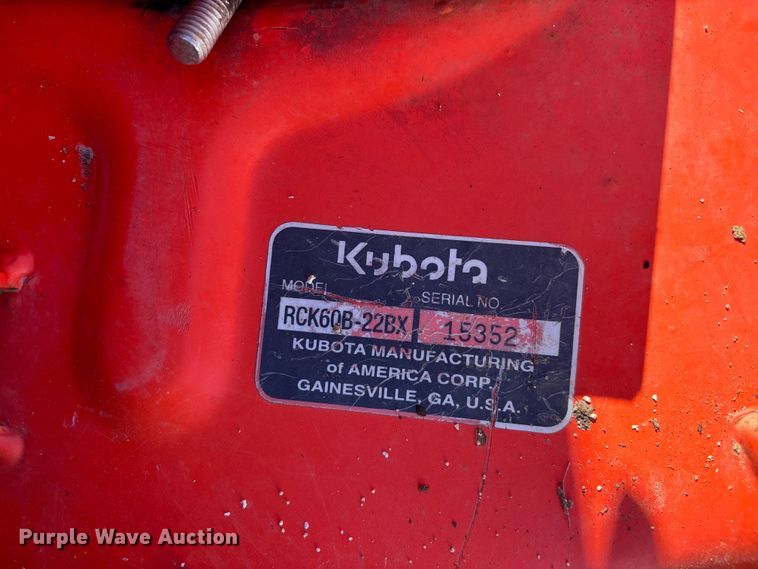 Kubota
MODEL SERIAL NO.
RCK60B-22BX 15352
KUBOTA MANUFACTURING
of AMERICA CORP.
GAINESVILLE, GA, U.S.A.
Purple Wave Auction